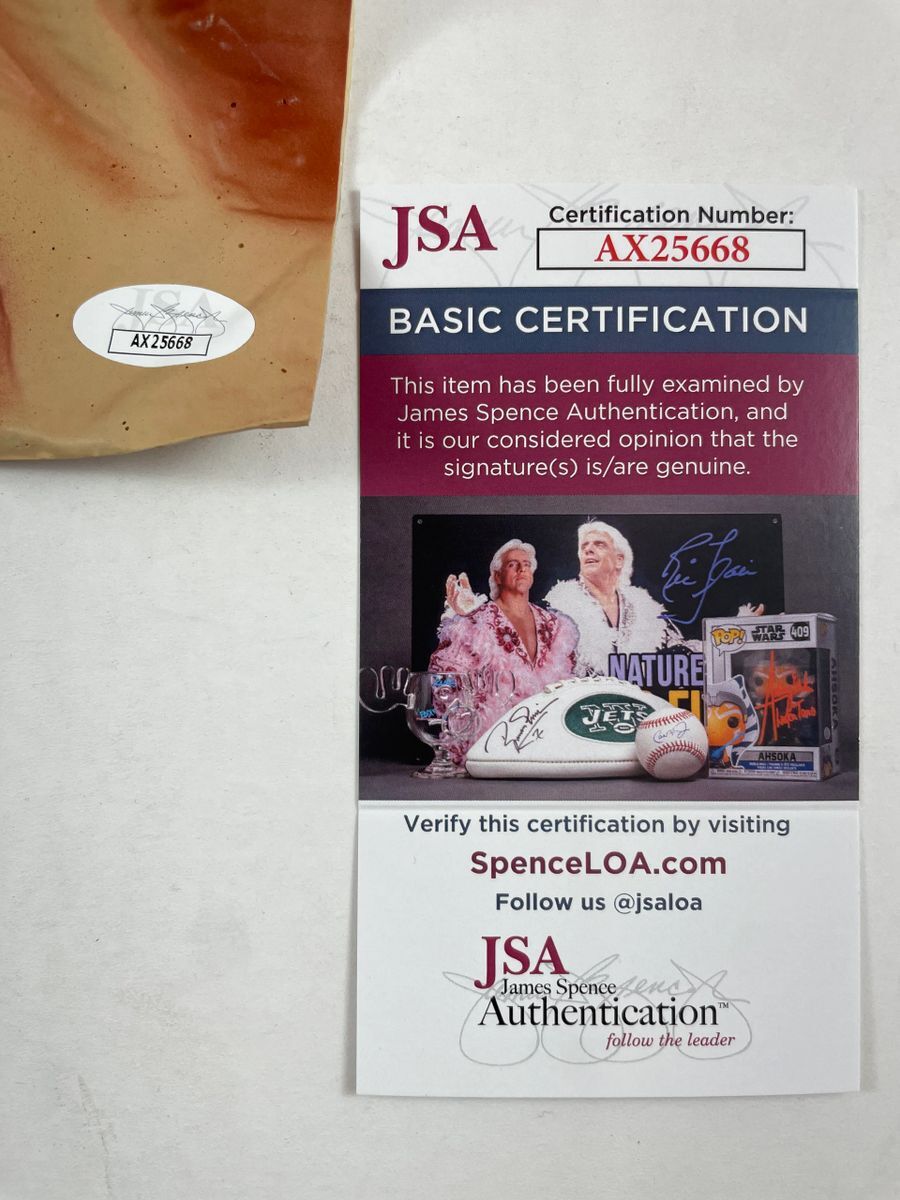 JSA
AX25668
JSA
Certification Number:
AX25668
BASIC CERTIFICATION
This item has been fully examined by
James Spence Authentication, and
it is our considered opinion that the
signature(s) is/are genuine.
Ric Flair
NATURE
JETS
POP!
STAR
WARS
409
AHSOKA
AHSOKA
Verify this certification by visiting
SpenceLOA.com
Follow us @jsaloa
JSA
James Spence
Authentication™
follow the leader